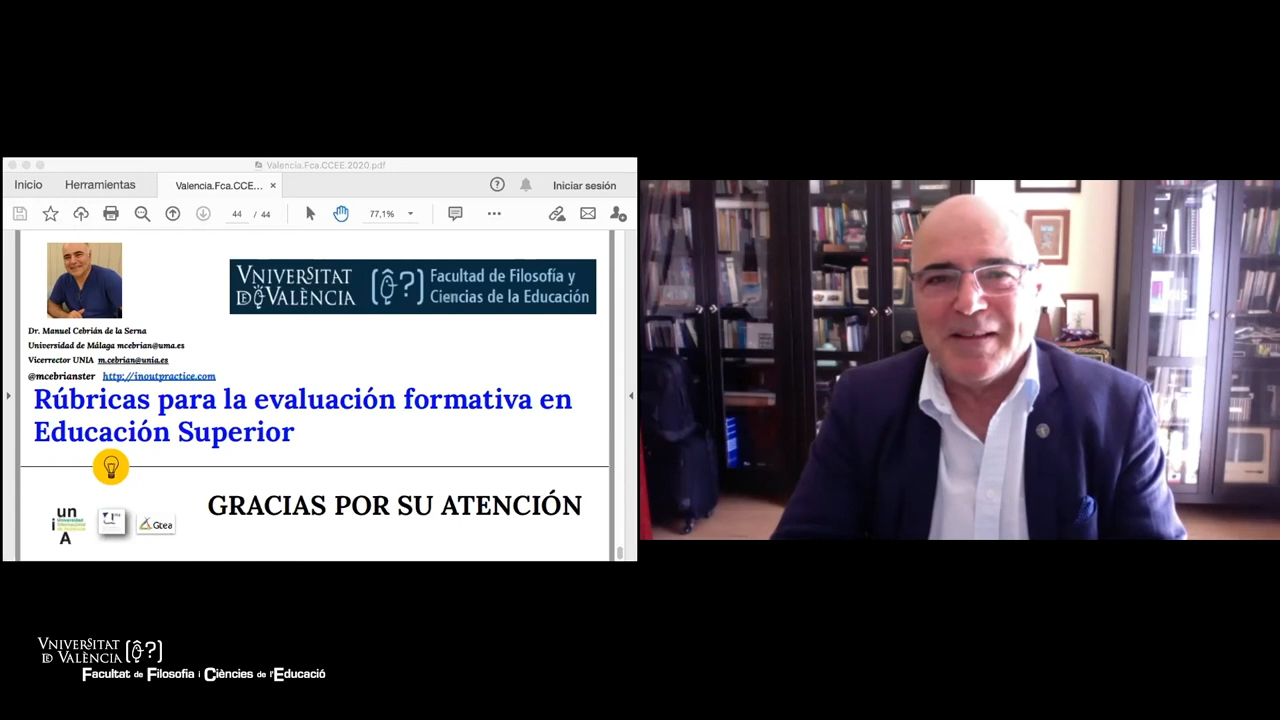 Valencia.Fca.CCEE.2020.pdf
Inicio
Herramientas
Valencia.Fca.CCE... ×
Iniciar sesión
44 / 44
77,1%
VNIVERSITAT
DE VALÈNCIA
Facultad de Filosofía y
Ciencias de la Educación
Dr. Manuel Cebrián de la Serna
Universidad de Málaga mcebrian@uma.es
Vicerrector UNIA m.cebrian@unia.es
@mcebrianster http://inoutpractice.com
Rúbricas para la evaluación formativa en
Educación Superior
GRACIAS POR SU ATENCIÓN
un
i
A
Gtea
VNIVERSITAT
DE VALÈNCIA
Facultat de Filosofia i Ciències de l'Educació